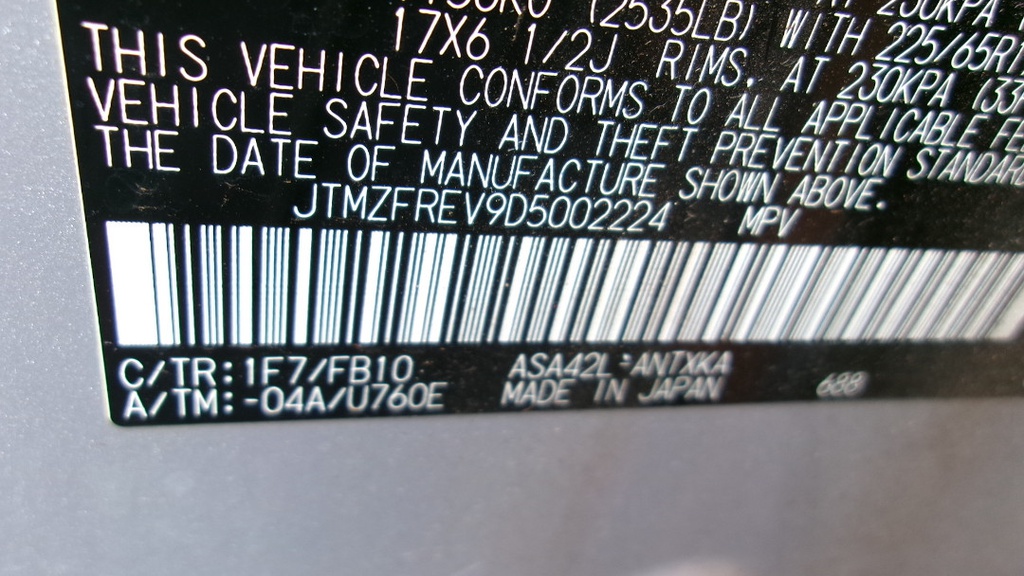 (2535LB) WITH 225/65R
17X6 1/2J RIMS. AT 230KPA
THIS VEHICLE CONFORMS TO ALL APPLICABLE
VEHICLE SAFETY AND THEFT PREVENTION STANDARD
THE DATE OF MANUFACTURE SHOWN ABOVE.
JTMZFREV9D5002224 MPV
C/TR:1F7/FB10 ASA42L-ANTXKA
A/TM:-04A/U760E MADE IN JAPAN 688